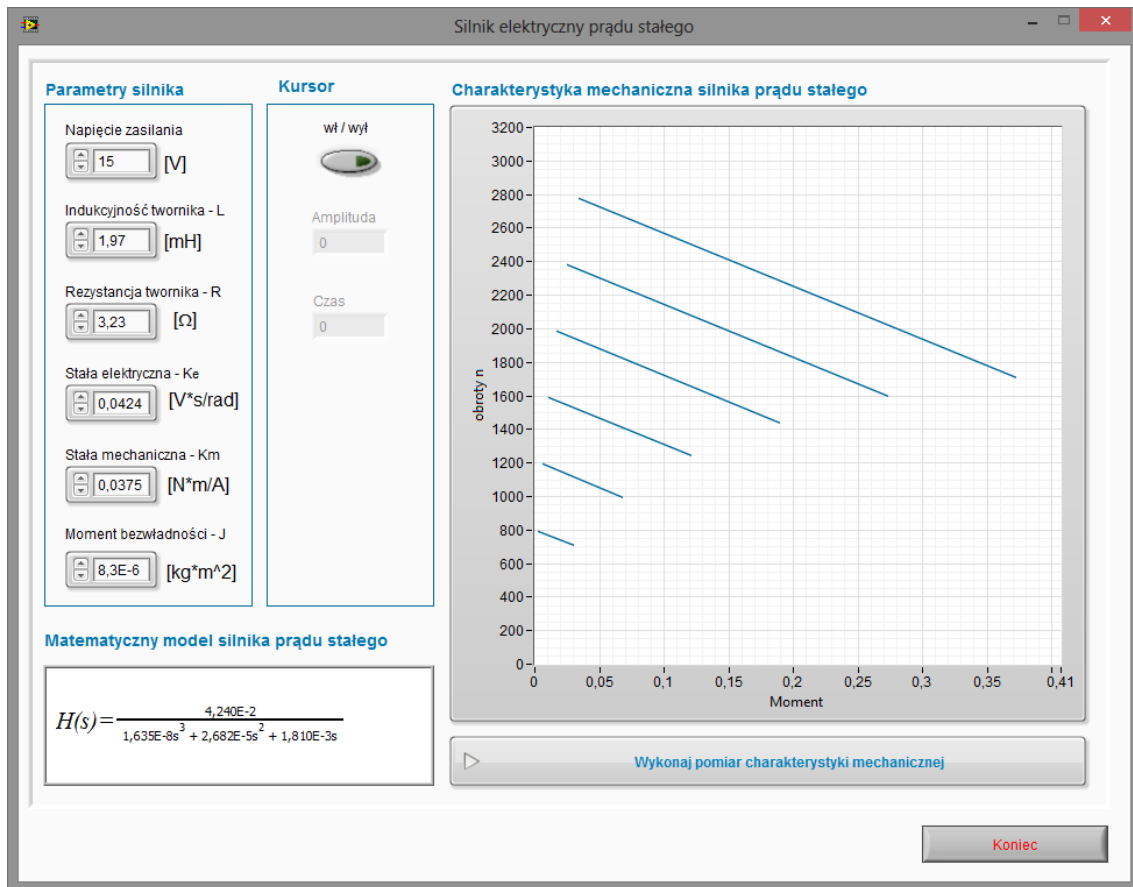 Silnik elektryczny prądu stałego
Parametry silnika
Napięcie zasilania
15 [V]
Indukcyjność twornika - L
1,97 [mH]
Rezystancja twornika - R
3,23 [Ω]
Stała elektryczna - Ke
0,0424 [V*s/rad]
Stała mechaniczna - Km
0,0375 [N*m/A]
Moment bezwładności - J
8,3E-6 [kg*m^2]
Kursor
wł / wył
Amplituda
0
Czas
0
Charakterystyka mechaniczna silnika prądu stałego
3200
3000
2800
2600
2400
2200
2000
1800
1600
1400
1200
1000
800
600
400
200
0
obroty n
0 0,05 0,1 0,15 0,2 0,25 0,3 0,35 0,41
Moment
Matematyczny model silnika prądu stałego
H(s)= 4,240E-2
1,635E-8s^3 + 2,682E-5s^2 + 1,810E-3s
Wykonaj pomiar charakterystyki mechanicznej
Koniec